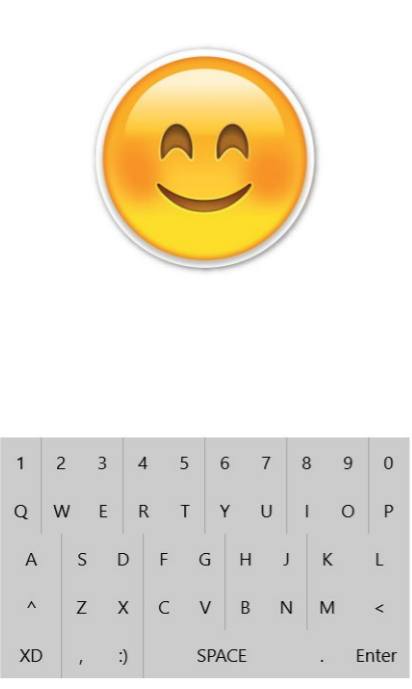 1 2 3 4 5 6 7 8 9 0
Q W E R T Y U I O P
A S D F G H J K L
^ Z X C V B N M <
XD , :) SPACE . Enter